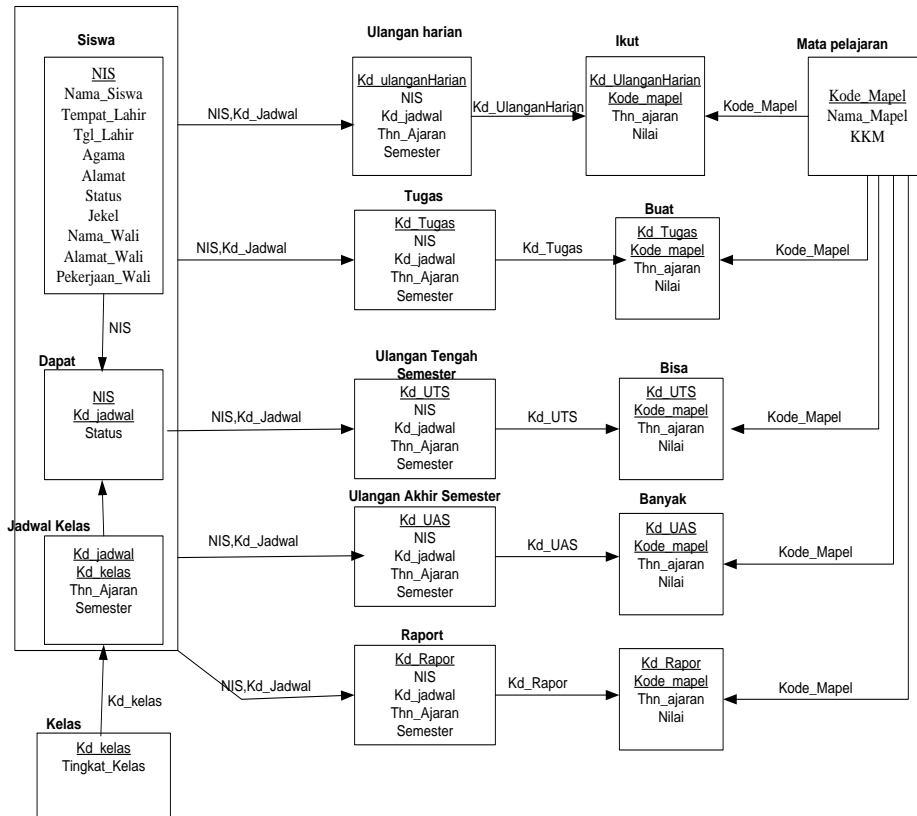 Siswa
NIS
Nama_Siswa
Tempat_Lahir
Tgl_Lahir
Agama
Alamat
Status
Jekel
Nama_Wali
Alamat_Wali
Pekerjaan_Wali
NIS
Dapat
NIS
Kd_jadwal
Status
Jadwal Kelas
Kd_jadwal
Kd_kelas
Thn_Ajaran
Semester
Kd_kelas
Kelas
Kd_kelas
Tingkat_Kelas
NIS,Kd_Jadwal
Ulangan harian
Kd_ulanganHarian
NIS
Kd_jadwal
Thn_Ajaran
Semester
Kd_UlanganHarian
Ikut
Kd_UlanganHarian
Kode_mapel
Thn_ajaran
Nilai
Kode_Mapel
Mata pelajaran
Kode_Mapel
Nama_Mapel
KKM
NIS,Kd_Jadwal
Tugas
Kd_Tugas
NIS
Kd_jadwal
Thn_Ajaran
Semester
Kd_Tugas
Buat
Kd_Tugas
Kode_mapel
Thn_ajaran
Nilai
Kode_Mapel
NIS,Kd_Jadwal
Ulangan Tengah
Semester
Kd_UTS
NIS
Kd_jadwal
Thn_Ajaran
Semester
Kd_UTS
Bisa
Kd_UTS
Kode_mapel
Thn_ajaran
Nilai
Kode_Mapel
NIS,Kd_Jadwal
Ulangan Akhir Semester
Kd_UAS
NIS
Kd_jadwal
Thn_Ajaran
Semester
Kd_UAS
Banyak
Kd_UAS
Kode_mapel
Thn_ajaran
Nilai
Kode_Mapel
NIS,Kd_Jadwal
Raport
Kd_Rapor
NIS
Kd_jadwal
Thn_Ajaran
Semester
Kd_Rapor
Kd_Rapor
Kode_mapel
Thn_ajaran
Nilai
Kode_Mapel